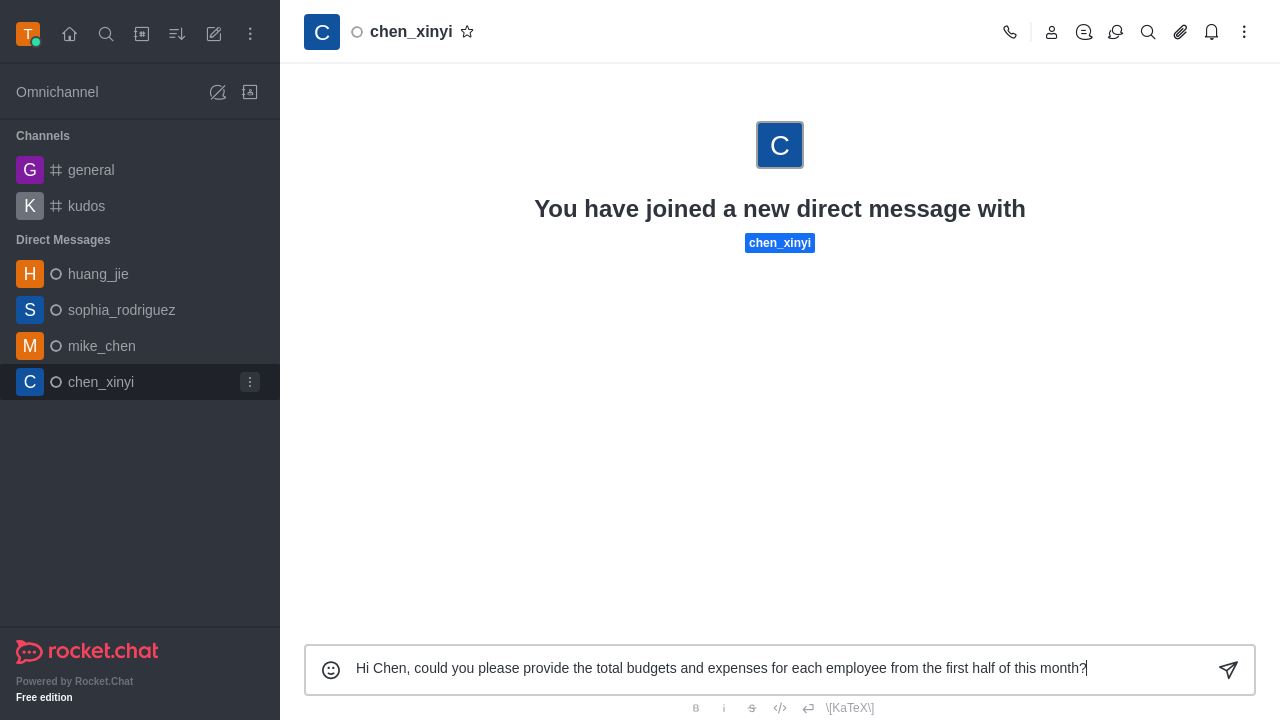 T
Omnichannel
Channels
G general
K kudos
Direct Messages
H huang_jie
S sophia_rodriguez
M mike_chen
C chen_xinyi
rocket.chat
Powered by Rocket.Chat
Free edition
C chen_xinyi
C
You have joined a new direct message with
chen_xinyi
Hi Chen, could you please provide the total budgets and expenses for each employee from the first half of this month?
B i S </> \[KaTeX\]